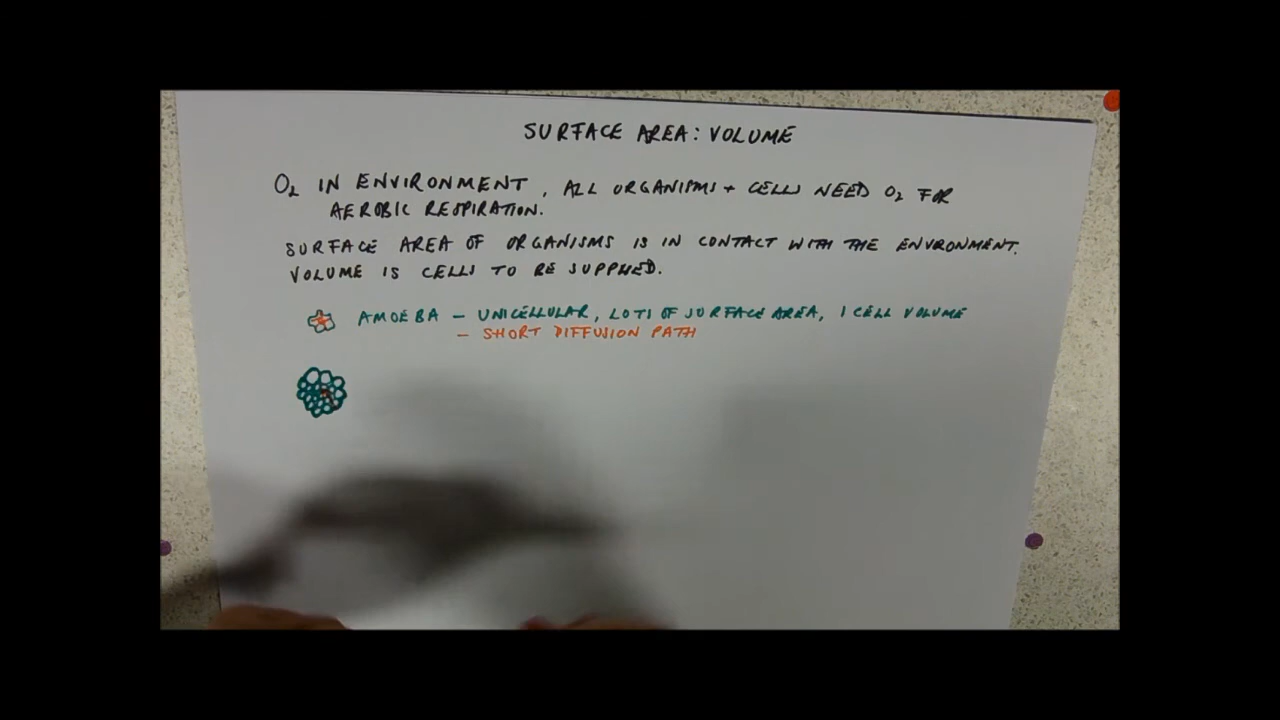 SURFACE AREA: VOLUME
O2 IN ENVIRONMENT, ALL ORGANISMS + CELLS NEED O2 FOR
AEROBIC RESPIRATION.
SURFACE AREA OF ORGANISMS IS IN CONTACT WITH THE ENVIRONMENT.
VOLUME IS CELLS TO BE SUPPLIED.
AMOEBA - UNICELLULAR, LOTS OF SURFACE AREA, 1 CELL VOLUME
- SHORT DIFFUSION PATH